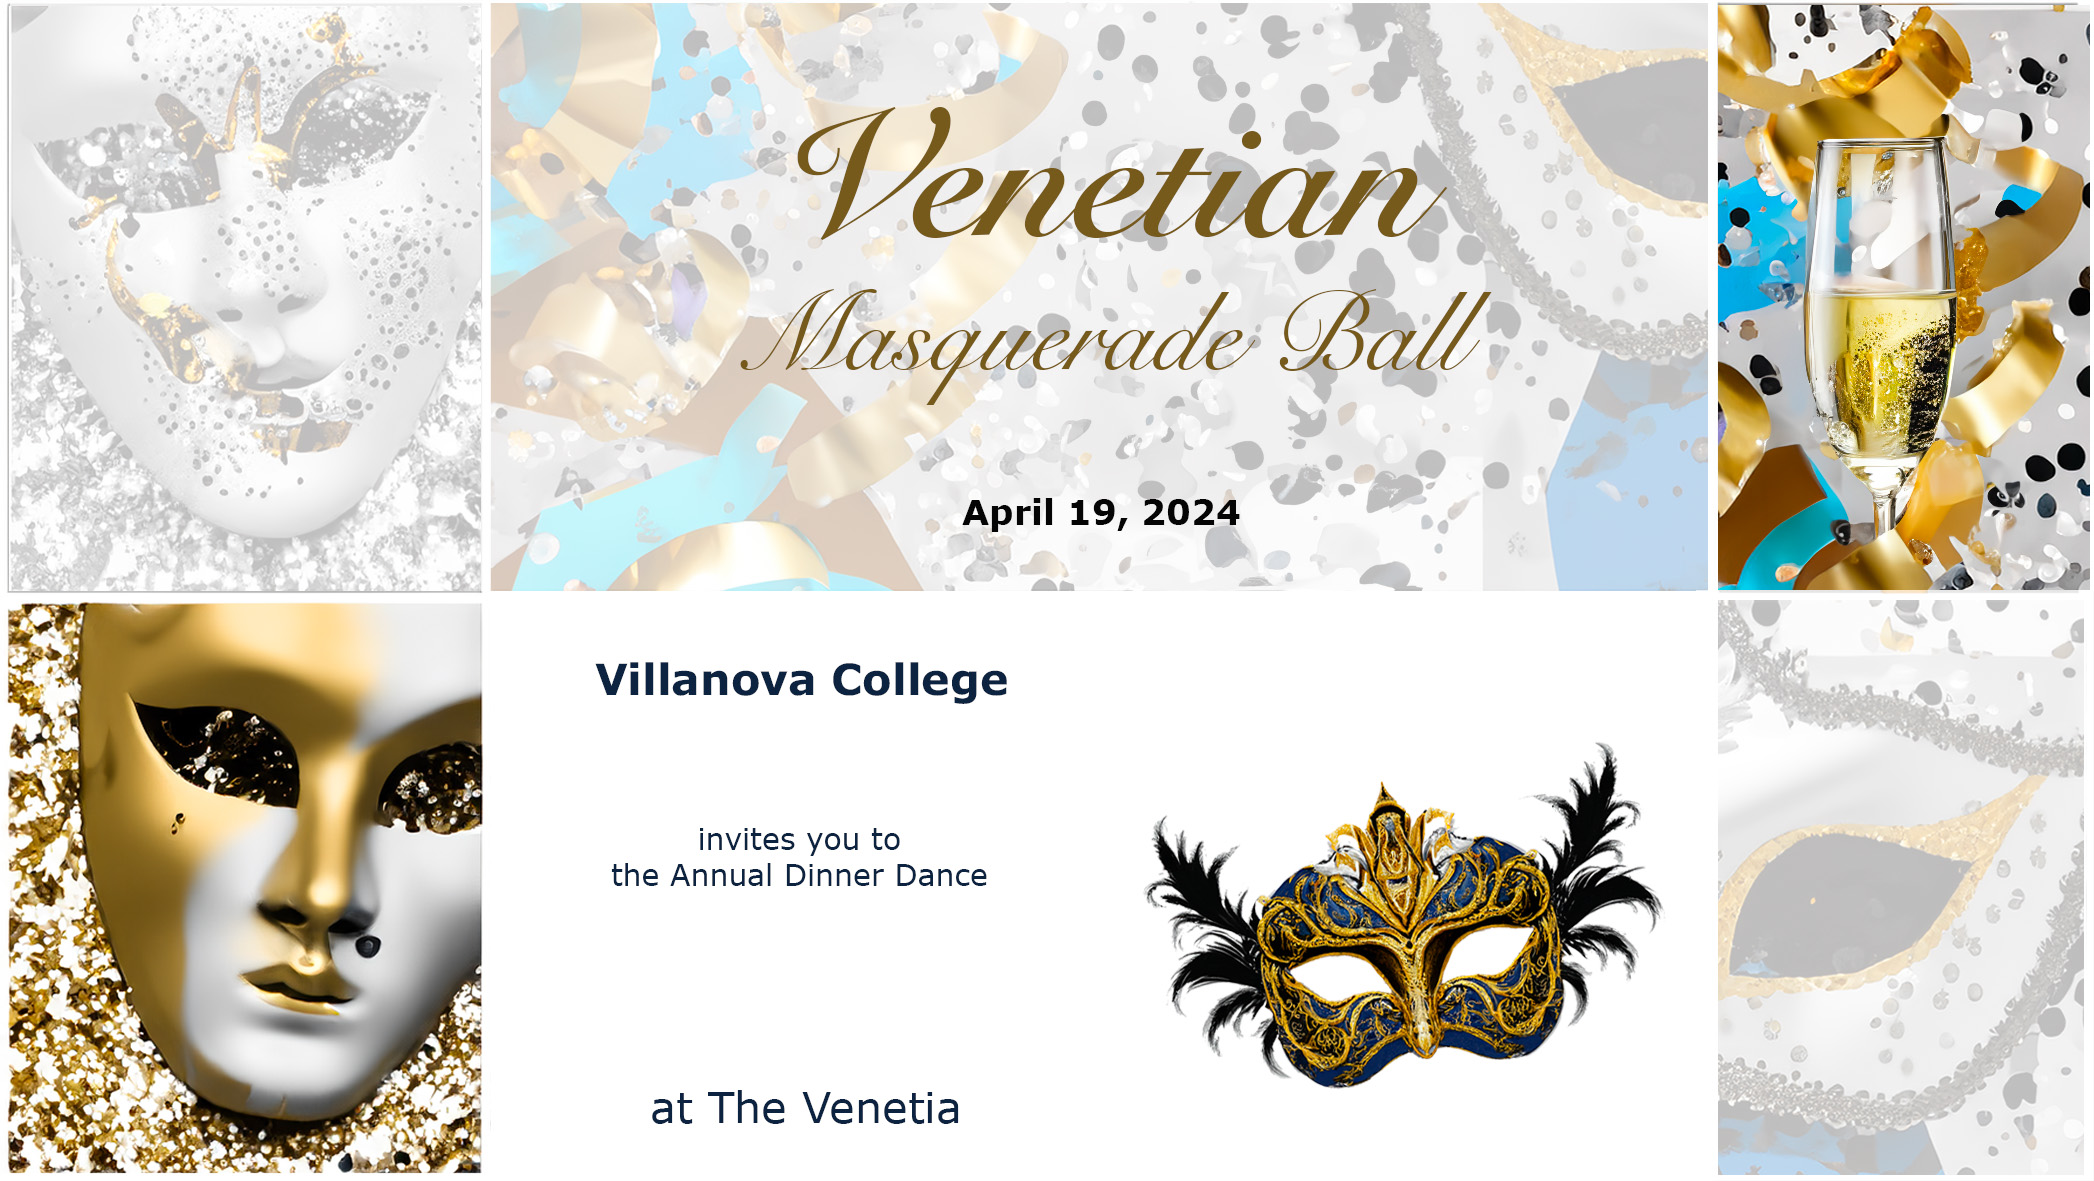 Venetian
Masquerade Ball
April 19, 2024
Villanova College
invites you to
the Annual Dinner Dance
at The Venetia